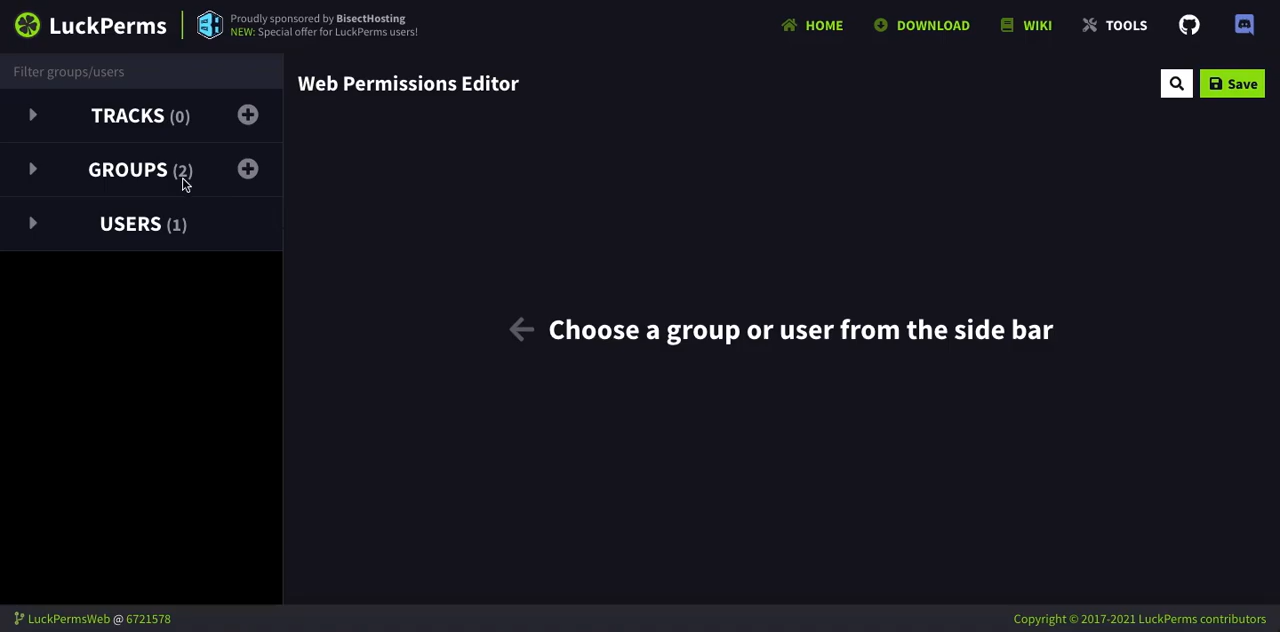 LuckPerms
Proudly sponsored by BisectHosting
NEW: Special offer for LuckPerms users!
HOME
DOWNLOAD
WIKI
TOOLS
Filter groups/users
TRACKS (0)
GROUPS (2)
USERS (1)
Web Permissions Editor
Save
Choose a group or user from the side bar
LuckPermsWeb @ 6721578
Copyright © 2017-2021 LuckPerms contributors